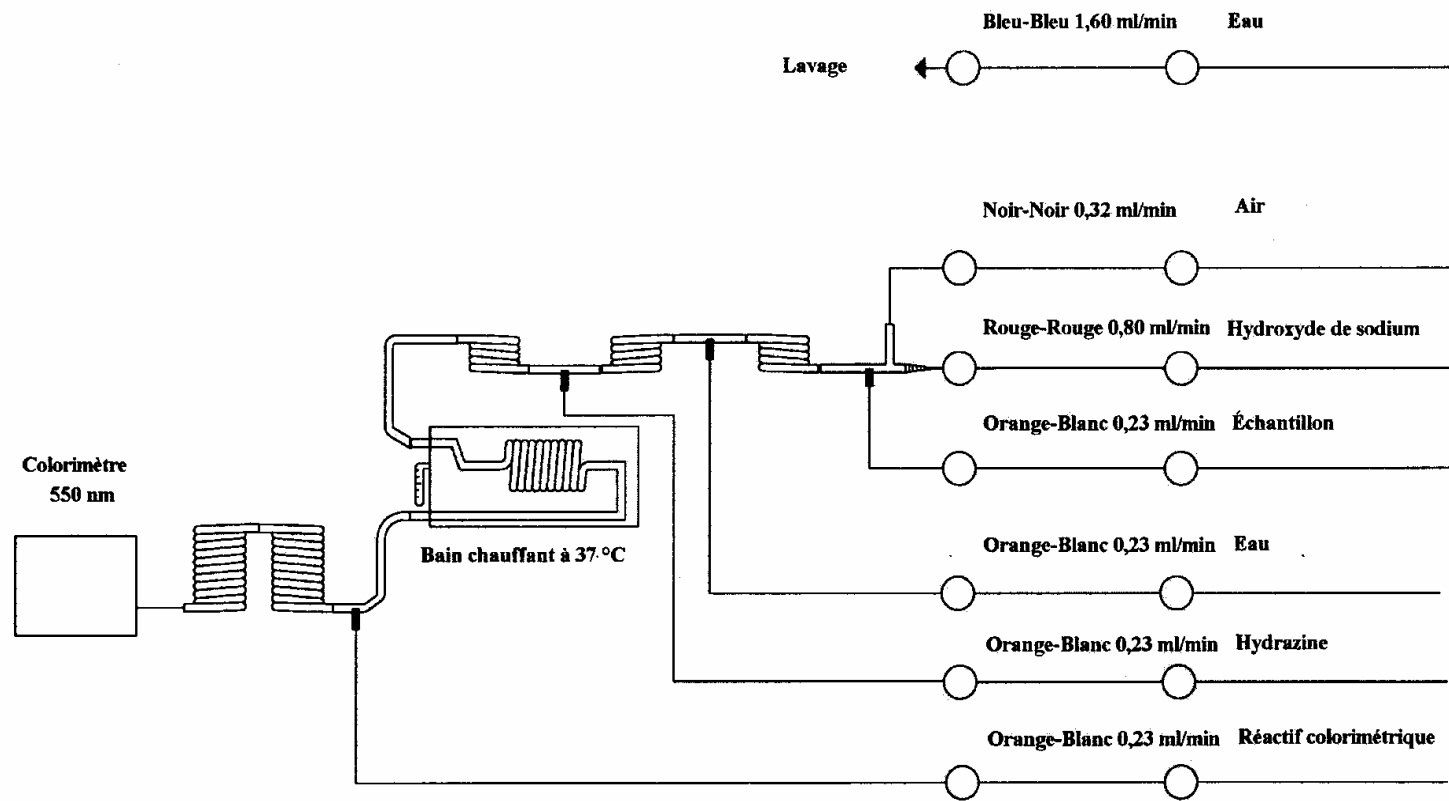 Bleu-Bleu 1,60 ml/min Eau
Lavage
Noir-Noir 0,32 ml/min Air
Rouge-Rouge 0,80 ml/min Hydroxyde de sodium
Orange-Blanc 0,23 ml/min Échantillon
Colorimètre
550 nm
Bain chauffant à 37 °C
Orange-Blanc 0,23 ml/min Eau
Orange-Blanc 0,23 ml/min Hydrazine
Orange-Blanc 0,23 ml/min Réactif colorimétrique